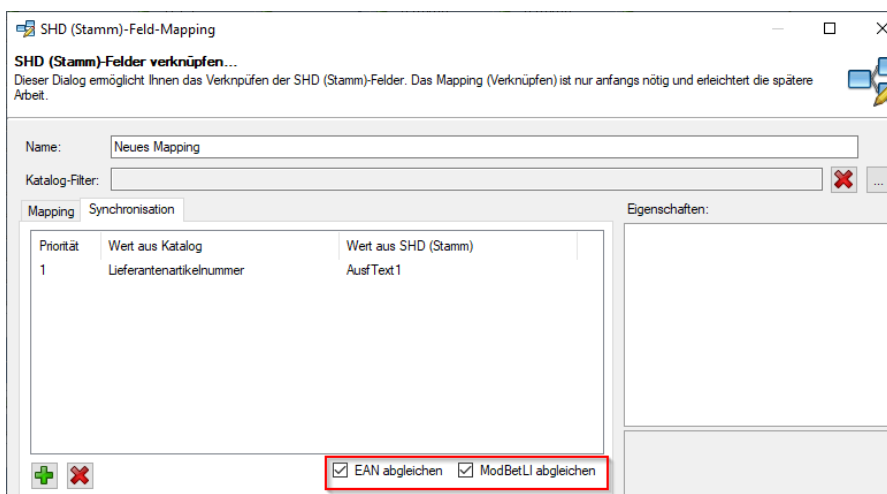 SHD (Stamm)-Feld-Mapping
SHD (Stamm)-Felder verknüpfen...
Dieser Dialog ermöglicht Ihnen das Verknpüfen der SHD (Stamm)-Felder. Das Mapping (Verknüpfen) ist nur anfangs nötig und erleichtert die spätere
Arbeit.
Name: Neues Mapping
Katalog-Filter: ...
Mapping Synchronisation Eigenschaften:
Priorität Wert aus Katalog Wert aus SHD (Stamm)
1 Lieferantenartikelnummer AusfText1
EAN abgleichen ModBetLI abgleichen